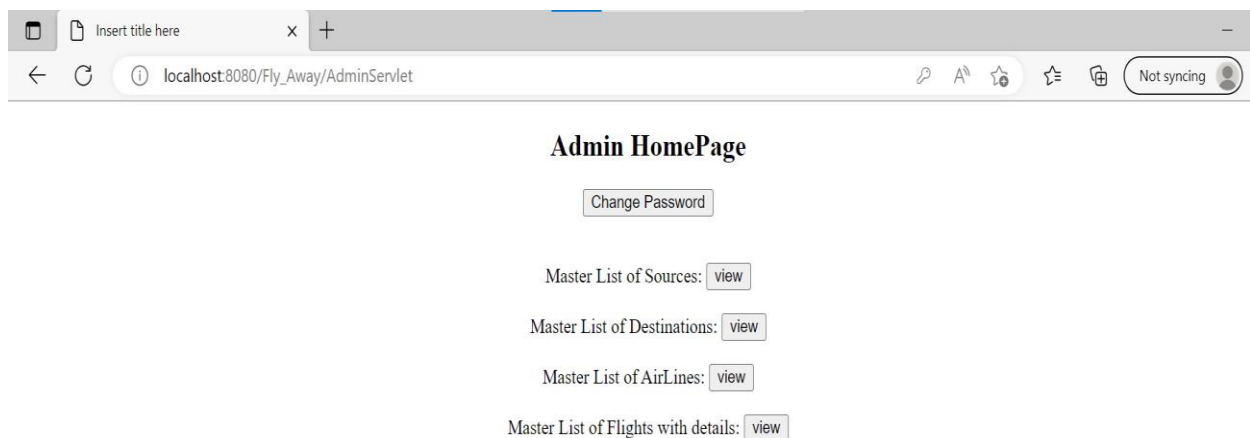 Insert title here
localhost:8080/Fly_Away/AdminServlet
Not syncing
Admin HomePage
Change Password
Master List of Sources: view
Master List of Destinations: view
Master List of AirLines: view
Master List of Flights with details: view